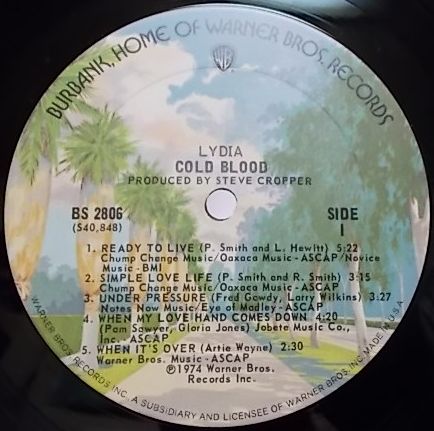 BURBANK, HOME OF WARNER BROS. RECORDS
WB
LYDIA
COLD BLOOD
PRODUCED BY STEVE CROPPER
BS 2806
(S40,848)
SIDE
1
1. READY TO LIVE (P. Smith and L. Hewitt) 5:22
Chump Change Music/Oaxaca Music - ASCAP/Novice
Music - BMI
2. SIMPLE LOVE LIFE (P. Smith and R. Smith) 3:15
Chump Change Music/Oaxaca Music - ASCAP
3. UNDER PRESSURE (Fred Gowdy, Larry Wilkins) 3:27
Notes Now Music/Eye of Madley - ASCAP
4. WHEN MY LOVE HAND COMES DOWN 4:20
(Pam Sawyer, Gloria Jones) Jobete Music Co.,
Inc. - ASCAP
5. WHEN IT'S OVER (Artie Wayne) 2:30
Warner Bros. Music - ASCAP
℗1974 Warner Bros.
Records Inc.
WARNER BROS. RECORDS INC., A SUBSIDIARY AND LICENSEE OF WARNER BROS. INC. MADE IN U.S.A.